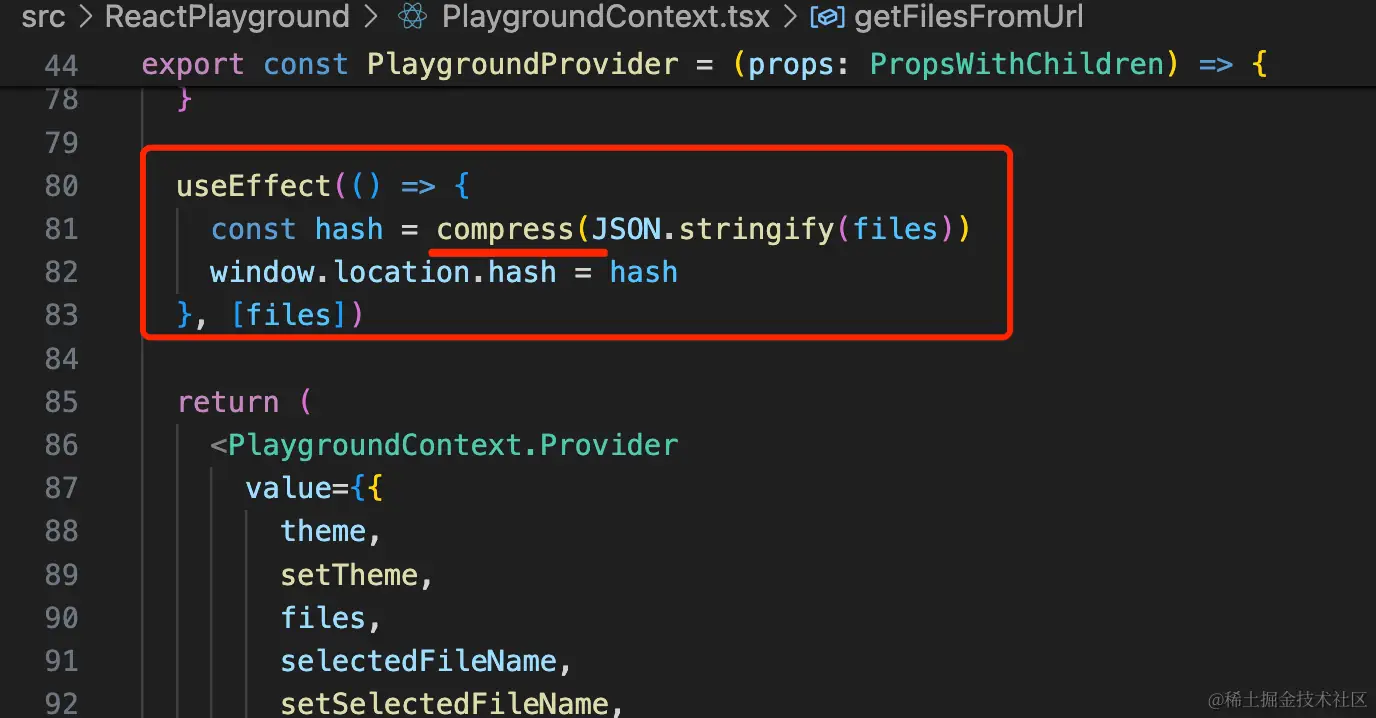 src > ReactPlayground > PlaygroundContext.tsx > getFilesFromUrl
44 export const PlaygroundProvider = (props: PropsWithChildren) => {
78 }
79
80 useEffect(() => {
81 const hash = compress(JSON.stringify(files))
82 window.location.hash = hash
83 }, [files])
84
85 return (
86 <PlaygroundContext.Provider
87 value={{
88 theme,
89 setTheme,
90 files,
91 selectedFileName,
92 setSelectedFileName,
@稀土掘金技术社区